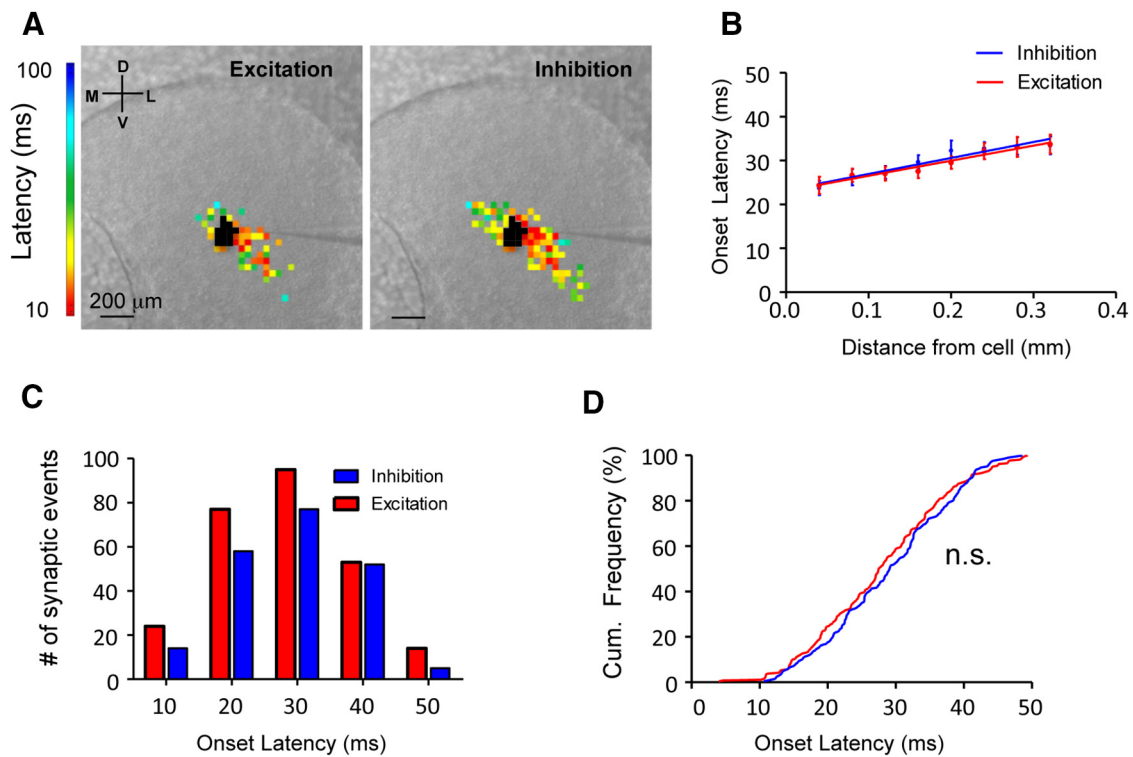 A
100
Latency (ms)
10
D
M L
V
Excitation
200 μm
Inhibition
B
Inhibition
Excitation
Onset Latency (ms)
50
40
30
20
10
0
0.0 0.1 0.2 0.3 0.4
Distance from cell (mm)
C
# of synaptic events
100
80
60
40
20
0
Inhibition
Excitation
10 20 30 40 50
Onset Latency (ms)
D
Cum. Frequency (%)
100
80
60
40
20
0
n.s.
0 10 20 30 40 50
Onset Latency (ms)